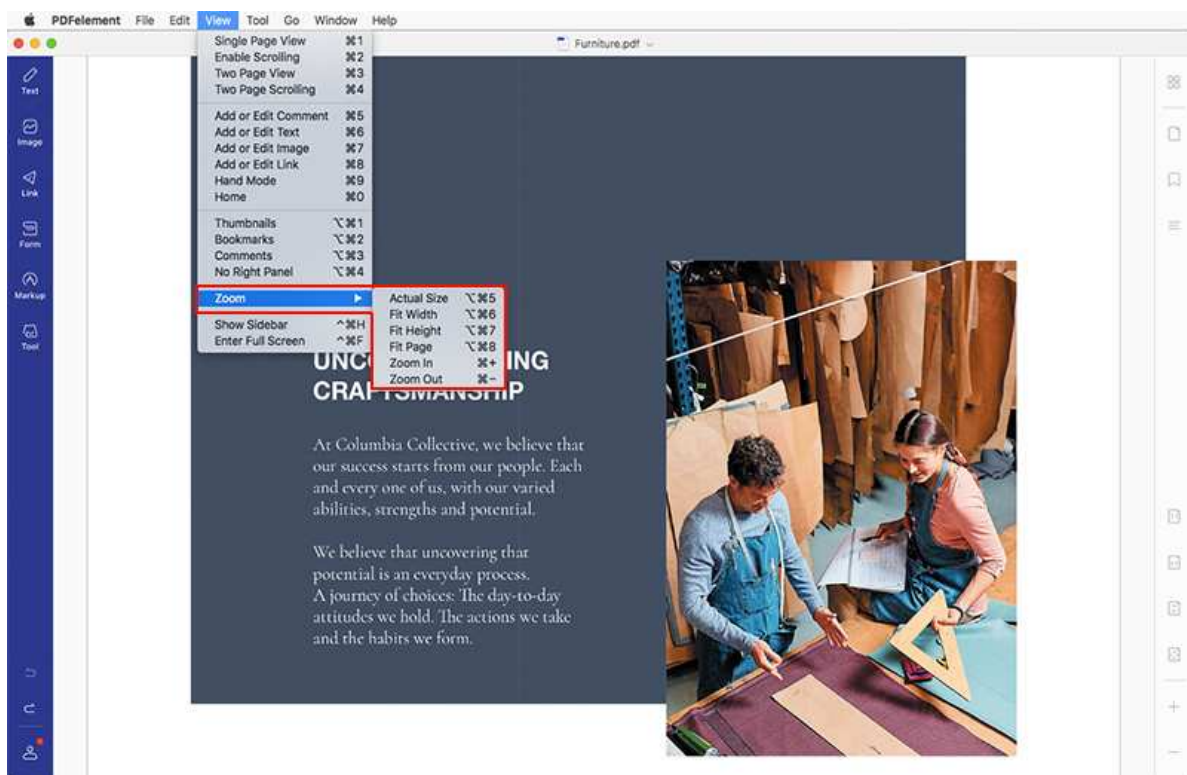 PDFelement File Edit View Tool Go Window Help
Furniture.pdf
Single Page View ⌘1
Enable Scrolling ⌘2
Two Page View ⌘3
Two Page Scrolling ⌘4
Add or Edit Comment ⌘5
Add or Edit Text ⌘6
Add or Edit Image ⌘7
Add or Edit Link ⌘8
Hand Mode ⌘9
Home ⌘0
Thumbnails ⌥⌘1
Bookmarks ⌥⌘2
Comments ⌥⌘3
No Right Panel ⌥⌘4
Zoom
Show Sidebar ^⌘H
Enter Full Screen ^⌘F
Actual Size ⌥⌘5
Fit Width ⌥⌘6
Fit Height ⌥⌘7
Fit Page ⌥⌘8
Zoom In ⌘+
Zoom Out ⌘-
Text
Image
Link
Form
Markup
Tool
UNC ING
CRAFTSMANSHIP
At Columbia Collective, we believe that
our success starts from our people. Each
and every one of us, with our varied
abilities, strengths and potential.
We believe that uncovering that
potential is an everyday process.
A journey of choices: The day-to-day
attitudes we hold. The actions we take
and the habits we form.